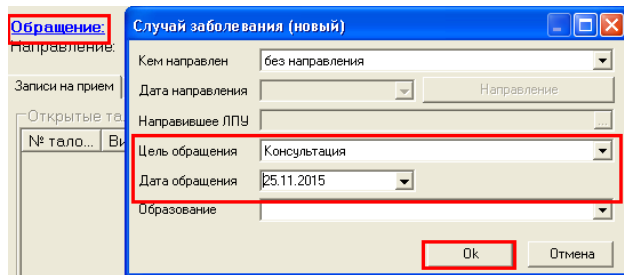 Обращение:
Случай заболевания (новый)
Направление:
Кем направлен без направления
Записи на прием
Дата направления Направление
Открытые та
Направившее ЛПУ ...
№ тало... Ви
Цель обращения Консультация
Дата обращения 25.11.2015
Образование
Ok Отмена